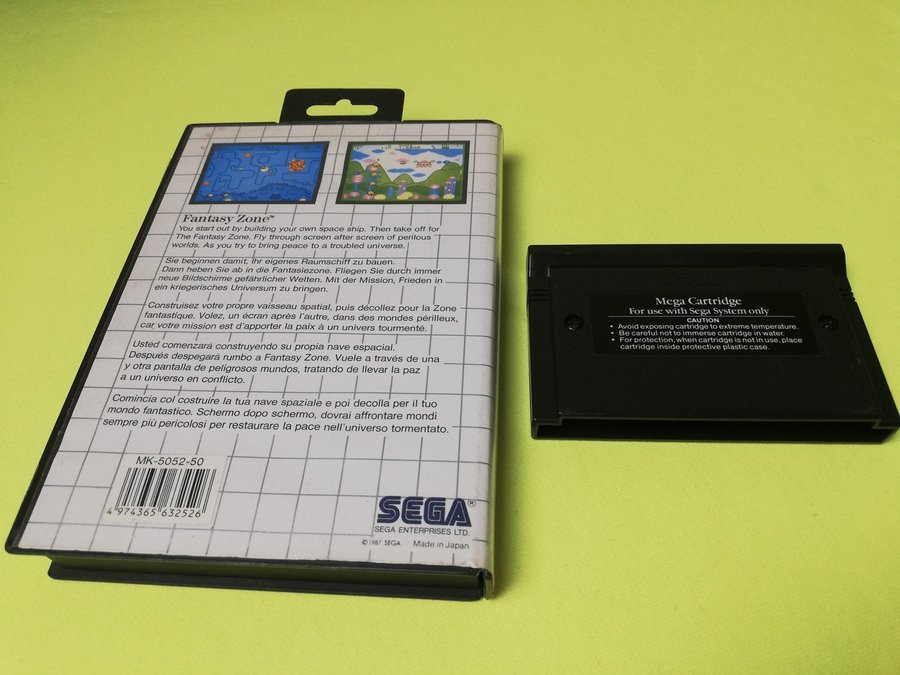 Fantasy Zone™
You start out by building your own space ship. Then take off for
The Fantasy Zone. Fly through screen after screen of perilous
worlds. As you try to bring peace to a troubled universe.
Sie beginnen damit, Ihr eigenes Raumschiff zu bauen.
Dann heben Sie ab in die Fantasiezone. Fliegen Sie durch immer
neue Bildschirme gefährlicher Welten. Mit der Mission, Frieden in
ein kriegerisches Universum zu bringen.
Construisez votre propre vaisseau spatial, puis décollez pour la Zone
fantastique. Volez, un écran après l'autre, dans des mondes périlleux,
car votre mission est d'apporter la paix à un univers tourmenté.
Usted comenzará construyendo su propia nave espacial.
Después despegará rumbo a Fantasy Zone. Vuele a través de una
y otra pantalla de peligrosos mundos, tratando de llevar la paz
a un universo en conflicto.
Comincia col costruire la tua nave spaziale e poi decolla per il tuo
mondo fantastico. Schermo dopo schermo, dovrai affrontare mondi
sempre più pericolosi per restaurare la pace nell'universo tormentato.
MK-5052-50
4 974365 632526
SEGA®
SEGA ENTERPRISES LTD.
© 1987 SEGA Made in Japan
Mega Cartridge
For use with Sega System only
CAUTION
• Avoid exposing cartridge to extreme temperature.
• Be careful not to immerse cartridge in water.
• For protection, when cartridge is not in use, place
cartridge inside protective plastic case.